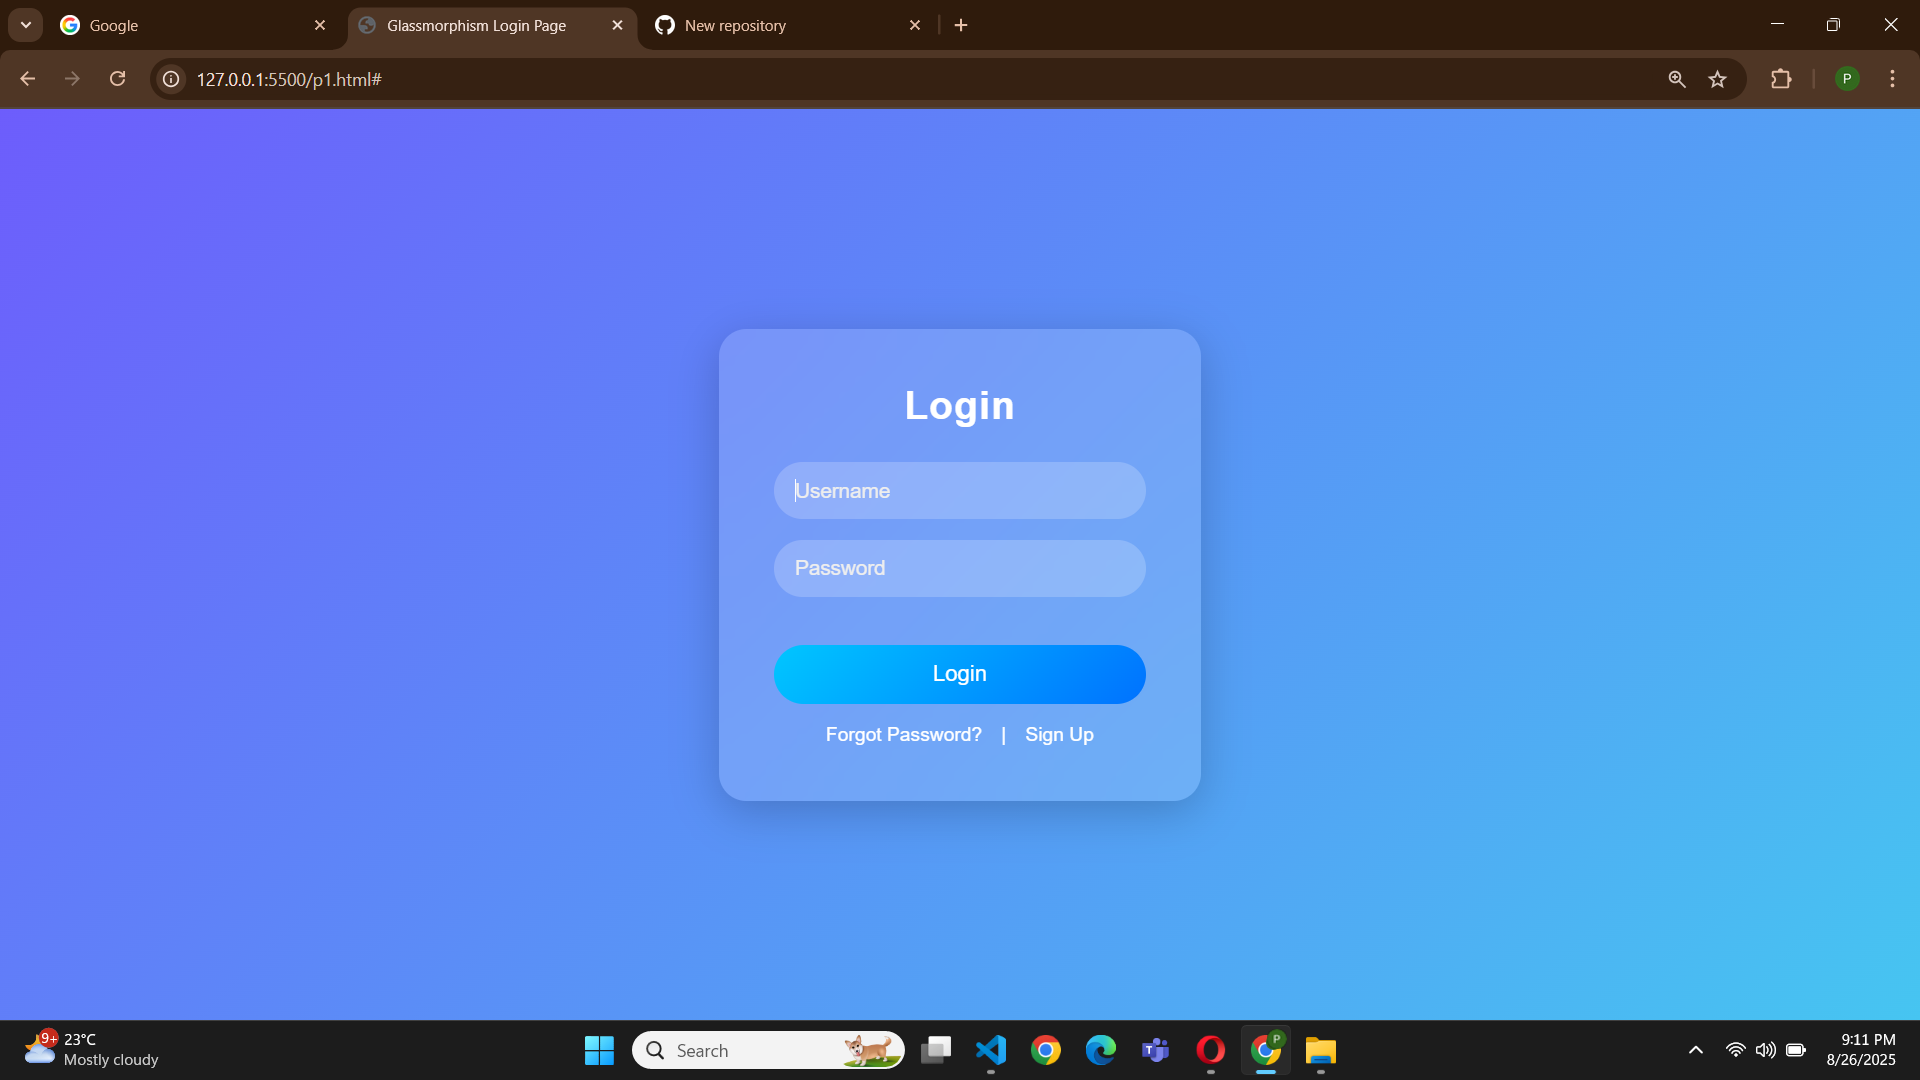 Google
Glassmorphism Login Page
New repository
127.0.0.1:5500/p1.html#
P
Login
Username
Password
Login
Forgot Password? | Sign Up
9+
23°C
Mostly cloudy
Search
T
P
9:11 PM
8/26/2025